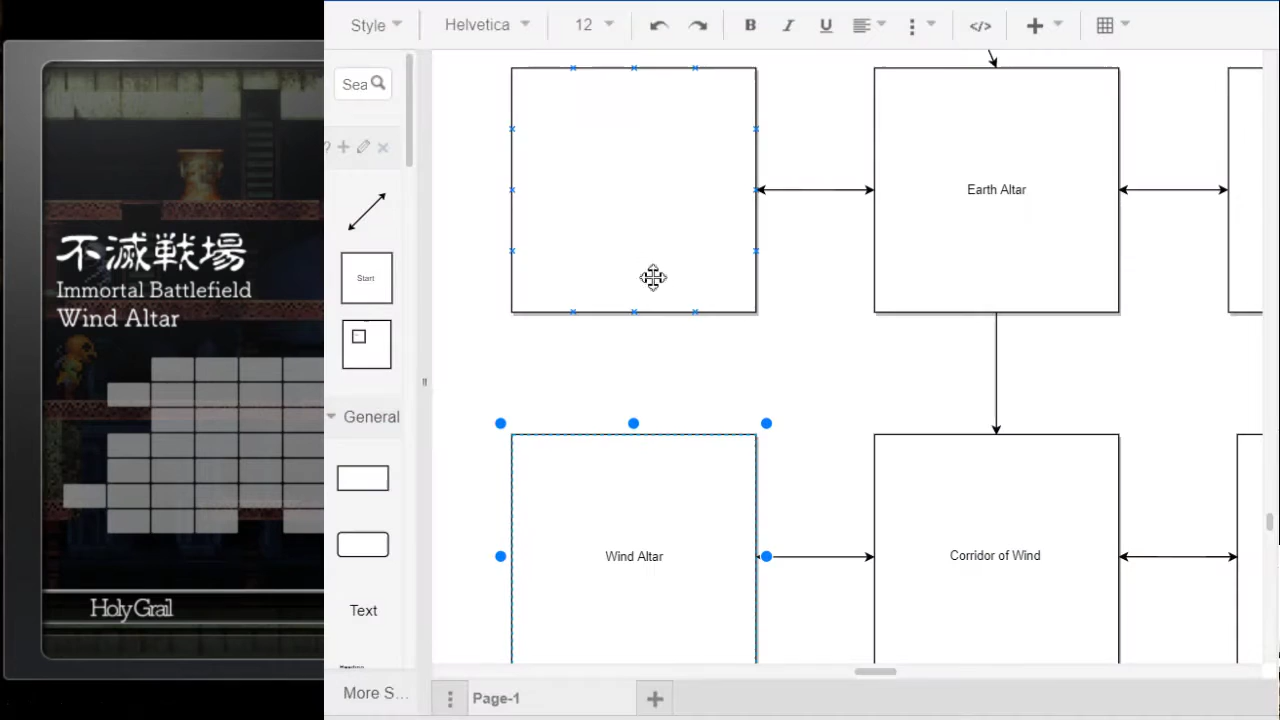 不滅戦場
Immortal Battlefield
Wind Altar
Holy Grail
Style
Helvetica
12
B
I
U
Sea
?
Start
General
Text
More S...
Page-1
Earth Altar
Wind Altar
Corridor of Wind